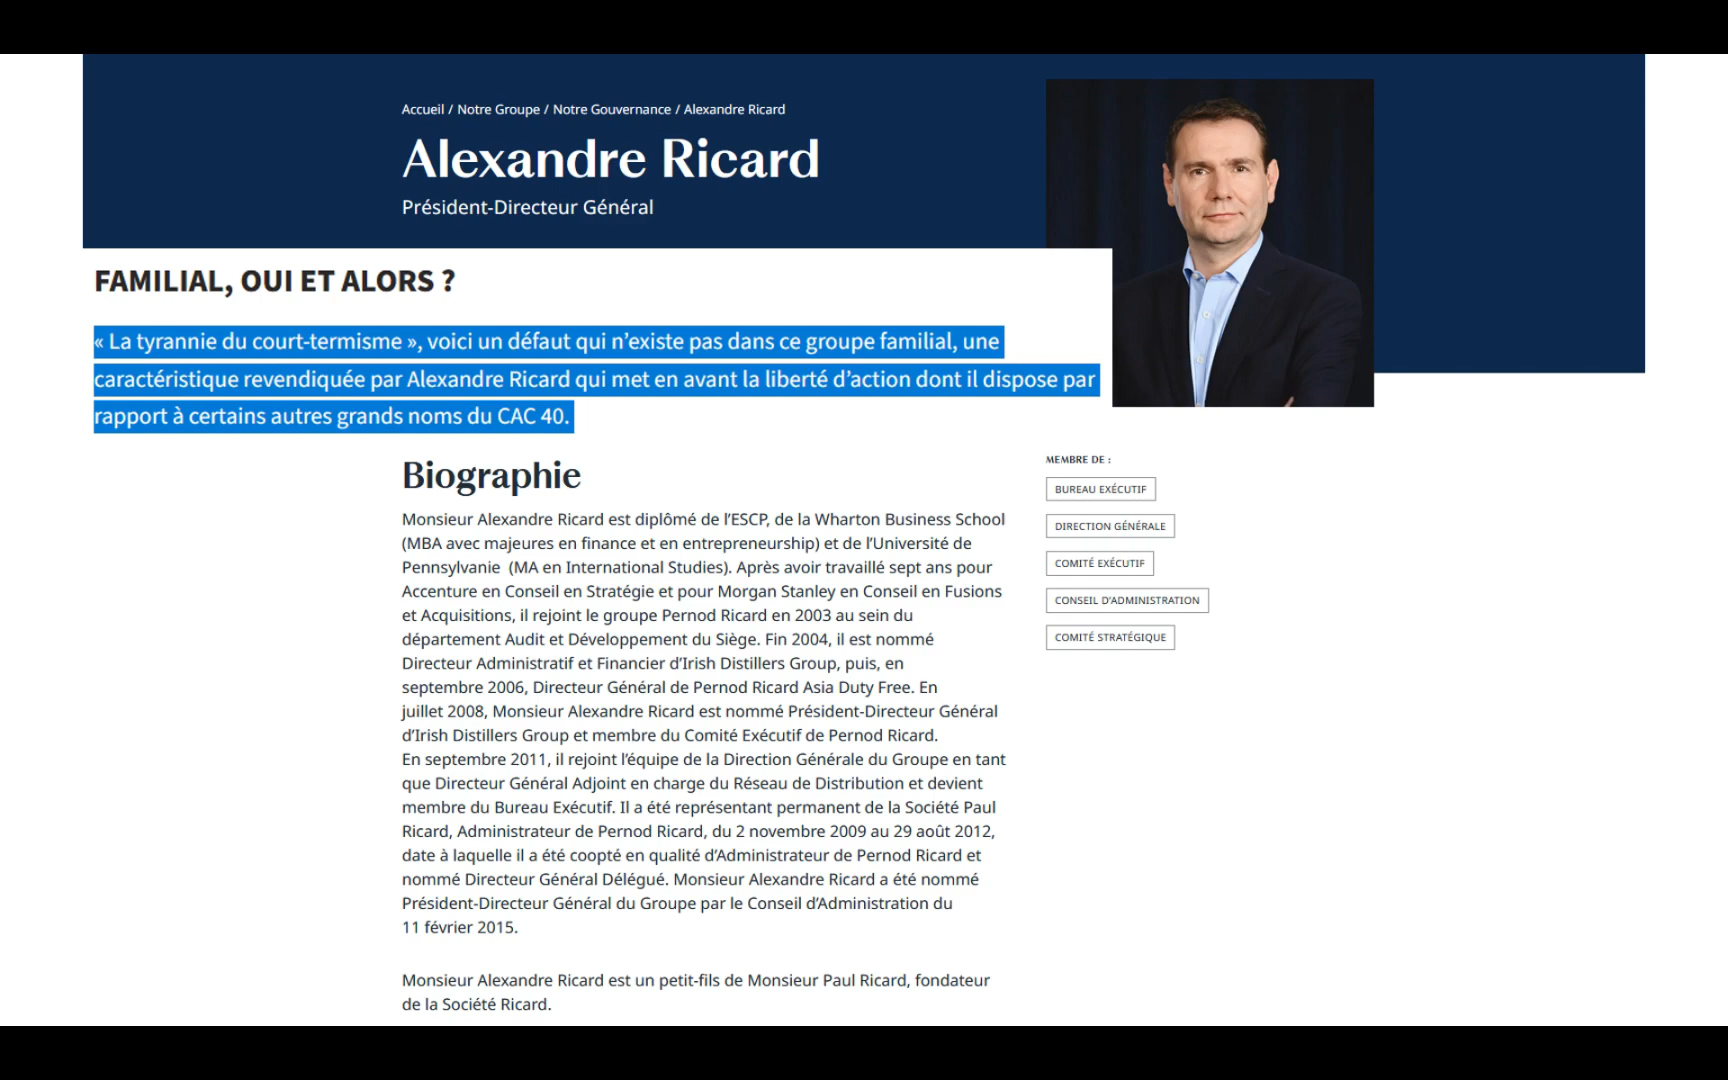 Accueil / Notre Groupe / Notre Gouvernance / Alexandre Ricard
Alexandre Ricard
Président-Directeur Général
FAMILIAL, OUI ET ALORS ?
« La tyrannie du court-termisme », voici un défaut qui n’existe pas dans ce groupe familial, une
caractéristique revendiquée par Alexandre Ricard qui met en avant la liberté d’action dont il dispose par
rapport à certains autres grands noms du CAC 40.
Biographie
Monsieur Alexandre Ricard est diplômé de l’ESCP, de la Wharton Business School
(MBA avec majeures en finance et en entrepreneurship) et de l’Université de
Pennsylvanie (MA en International Studies). Après avoir travaillé sept ans pour
Accenture en Conseil en Stratégie et pour Morgan Stanley en Conseil en Fusions
et Acquisitions, il rejoint le groupe Pernod Ricard en 2003 au sein du
département Audit et Développement du Siège. Fin 2004, il est nommé
Directeur Administratif et Financier d’Irish Distillers Group, puis, en
septembre 2006, Directeur Général de Pernod Ricard Asia Duty Free. En
juillet 2008, Monsieur Alexandre Ricard est nommé Président-Directeur Général
d’Irish Distillers Group et membre du Comité Exécutif de Pernod Ricard.
En septembre 2011, il rejoint l’équipe de la Direction Générale du Groupe en tant
que Directeur Général Adjoint en charge du Réseau de Distribution et devient
membre du Bureau Exécutif. Il a été représentant permanent de la Société Paul
Ricard, Administrateur de Pernod Ricard, du 2 novembre 2009 au 29 août 2012,
date à laquelle il a été coopté en qualité d’Administrateur de Pernod Ricard et
nommé Directeur Général Délégué. Monsieur Alexandre Ricard a été nommé
Président-Directeur Général du Groupe par le Conseil d’Administration du
11 février 2015.
Monsieur Alexandre Ricard est un petit-fils de Monsieur Paul Ricard, fondateur
de la Société Ricard.
MEMBRE DE :
BUREAU EXÉCUTIF
DIRECTION GÉNÉRALE
COMITÉ EXÉCUTIF
CONSEIL D’ADMINISTRATION
COMITÉ STRATÉGIQUE